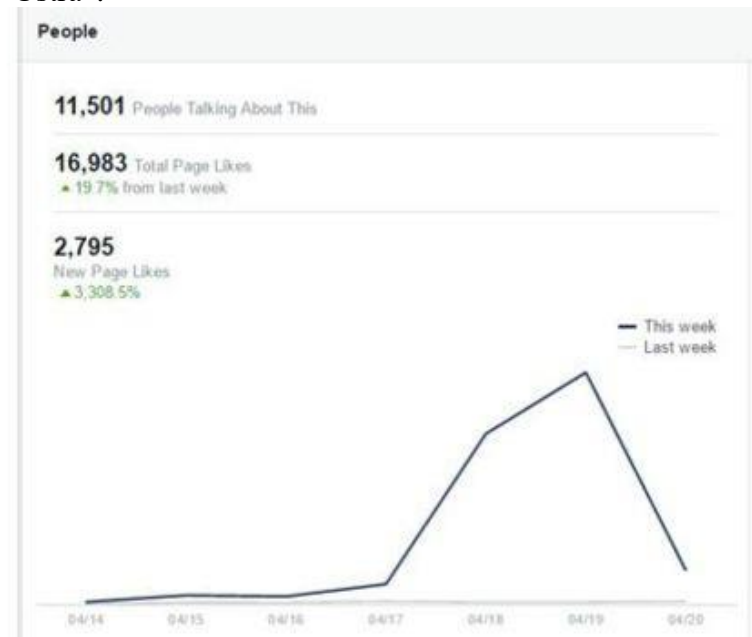 People
11,501 People Talking About This
16,983 Total Page Likes
▲ 19.7% from last week
2,795
New Page Likes
▲ 3,308.5%
This week
Last week
04/14 04/15 04/16 04/17 04/18 04/19 04/20